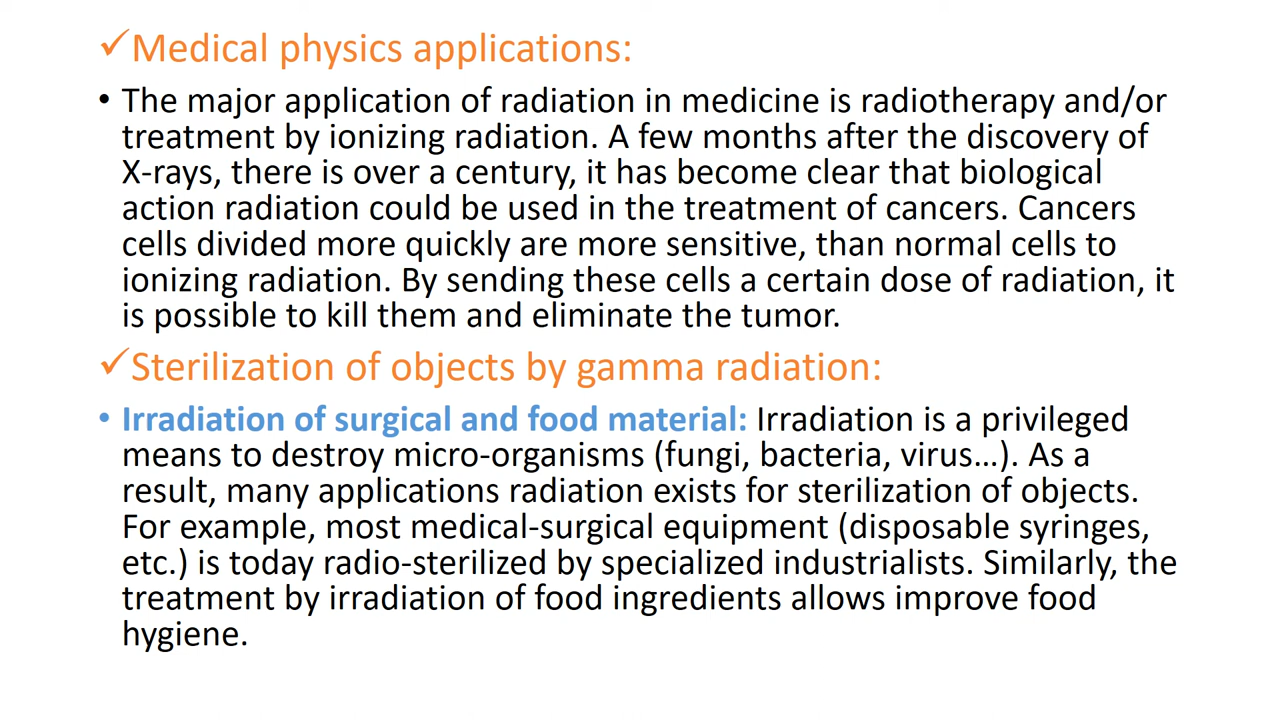 ✓Medical physics applications:
• The major application of radiation in medicine is radiotherapy and/or
treatment by ionizing radiation. A few months after the discovery of
X-rays, there is over a century, it has become clear that biological
action radiation could be used in the treatment of cancers. Cancers
cells divided more quickly are more sensitive, than normal cells to
ionizing radiation. By sending these cells a certain dose of radiation, it
is possible to kill them and eliminate the tumor.
✓Sterilization of objects by gamma radiation:
• Irradiation of surgical and food material: Irradiation is a privileged
means to destroy micro-organisms (fungi, bacteria, virus…). As a
result, many applications radiation exists for sterilization of objects.
For example, most medical-surgical equipment (disposable syringes,
etc.) is today radio-sterilized by specialized industrialists. Similarly, the
treatment by irradiation of food ingredients allows improve food
hygiene.